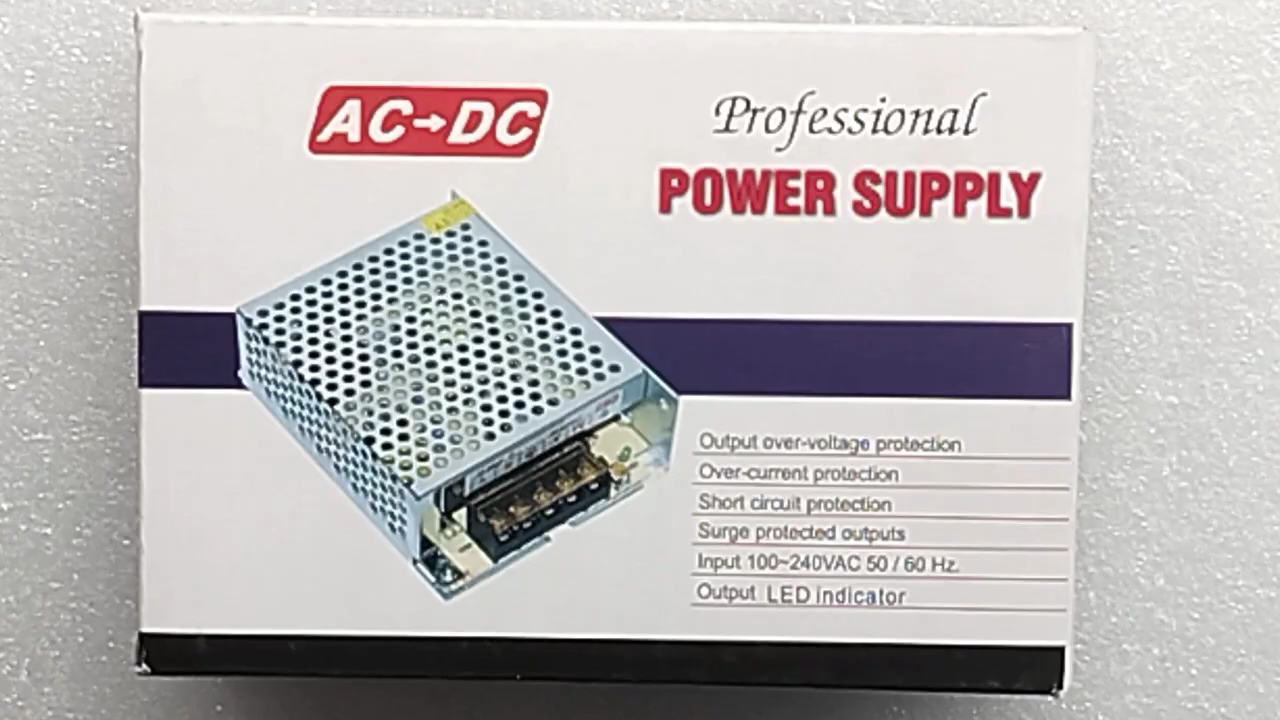 AC→DC
Professional
POWER SUPPLY
Output over-voltage protection
Over-current protection
Short circuit protection
Surge protected outputs
Input 100~240VAC 50 / 60 Hz.
Output LED indicator